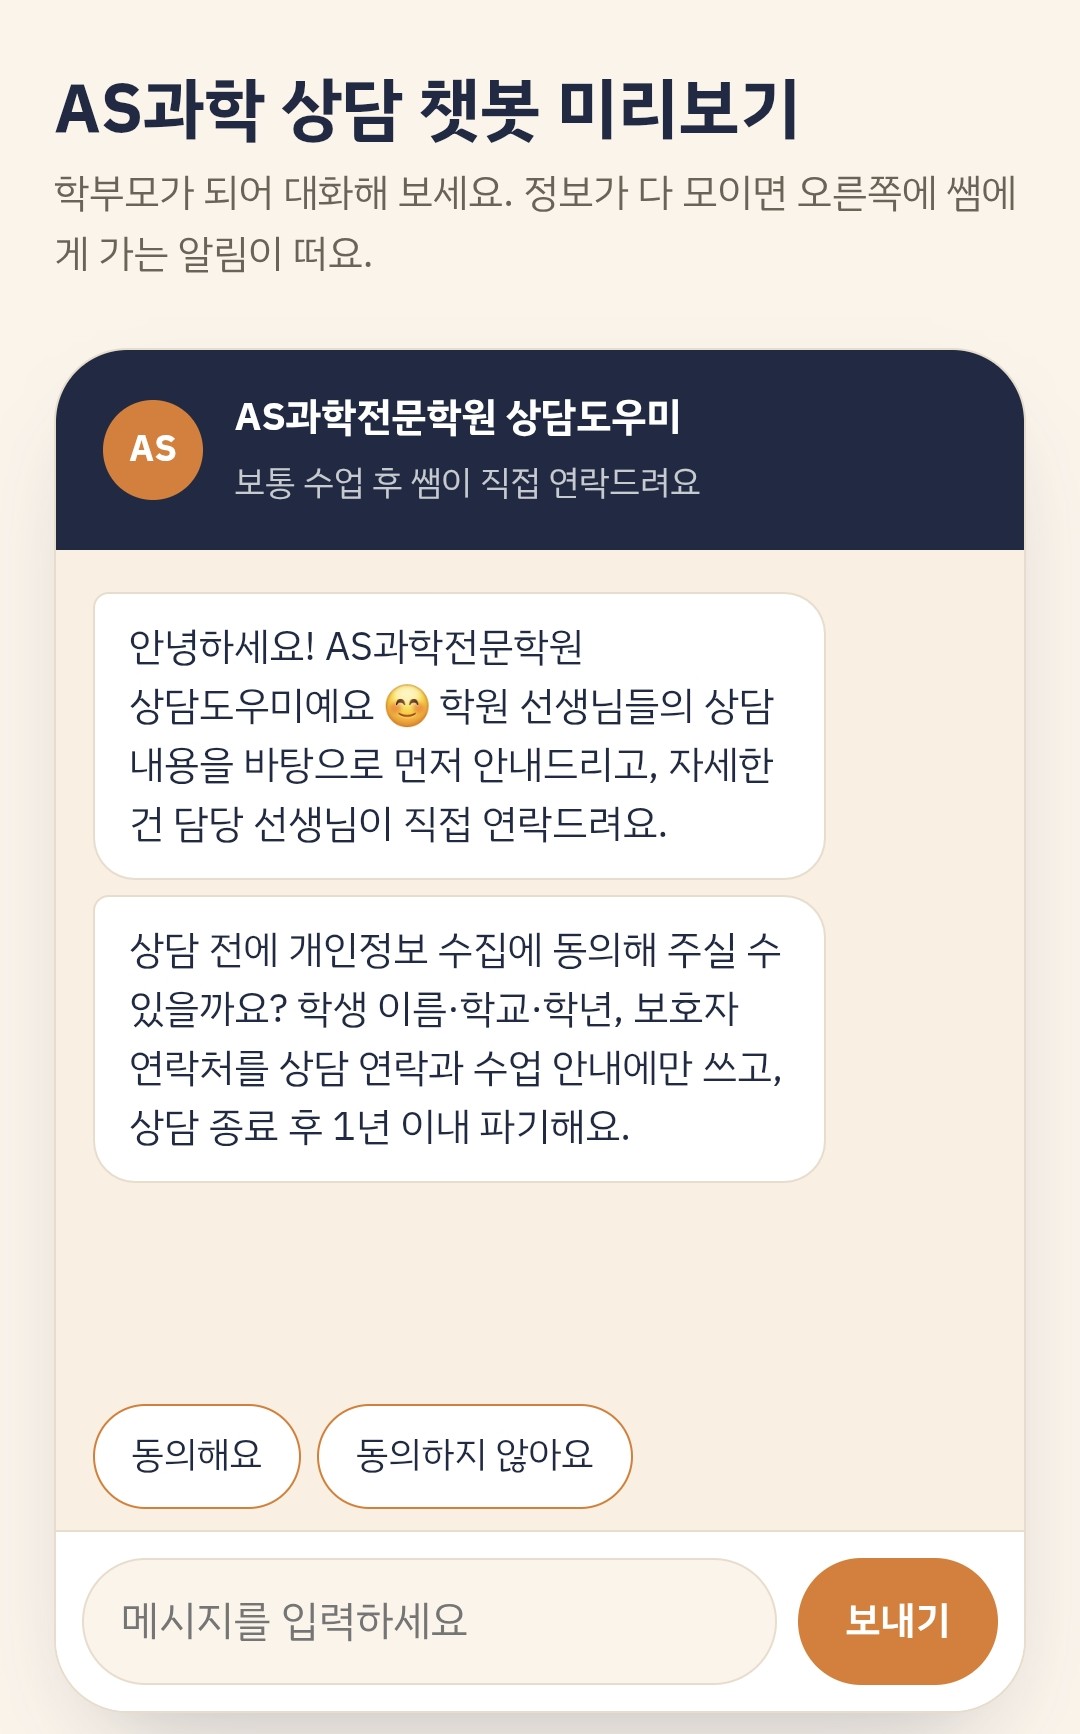 AS과학 상담 챗봇 미리보기
학부모가 되어 대화해 보세요. 정보가 다 모이면 오른쪽에 쌤에
게 가는 알림이 떠요.
AS
AS과학전문학원 상담도우미
보통 수업 후 쌤이 직접 연락드려요
안녕하세요! AS과학전문학원
상담도우미예요 😊 학원 선생님들의 상담
내용을 바탕으로 먼저 안내드리고, 자세한
건 담당 선생님이 직접 연락드려요.
상담 전에 개인정보 수집에 동의해 주실 수
있을까요? 학생 이름·학교·학년, 보호자
연락처를 상담 연락과 수업 안내에만 쓰고,
상담 종료 후 1년 이내 파기해요.
동의해요
동의하지 않아요
메시지를 입력하세요
보내기